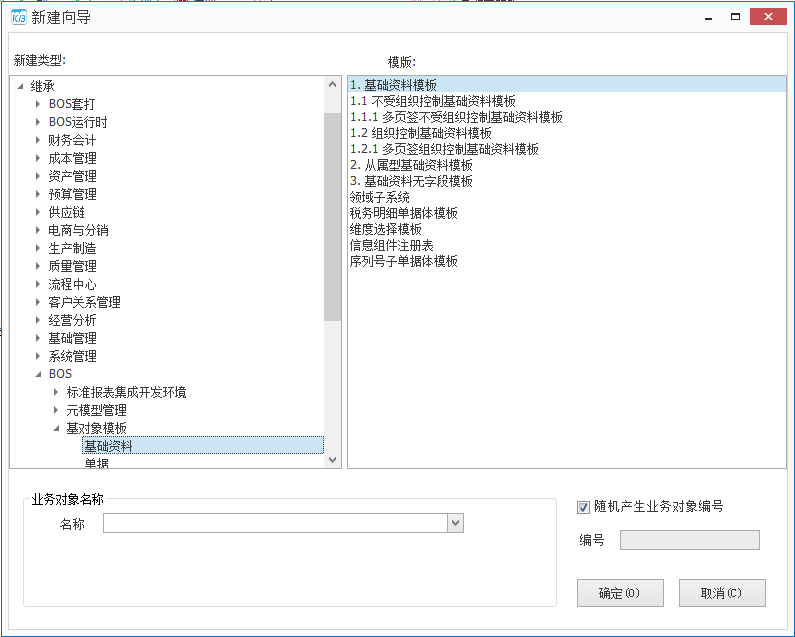 K/3
新建向导
新建类型:
模版:
继承
BOS套打
BOS运行时
财务会计
成本管理
资产管理
预算管理
供应链
电商与分销
生产制造
质量管理
流程中心
客户关系管理
经营分析
基础管理
系统管理
BOS
标准报表集成开发环境
元模型管理
基对象模板
基础资料
单据
1. 基础资料模板
1.1 不受组织控制基础资料模板
1.1.1 多页签不受组织控制基础资料模板
1.2 组织控制基础资料模板
1.2.1 多页签组织控制基础资料模板
2. 从属型基础资料模板
3. 基础资料无字段模板
领域子系统
税务明细单据体模板
维度选择模板
信息组件注册表
序列号子单据体模板
业务对象名称
名称
随机产生业务对象编号
编号
确定(O)
取消(C)